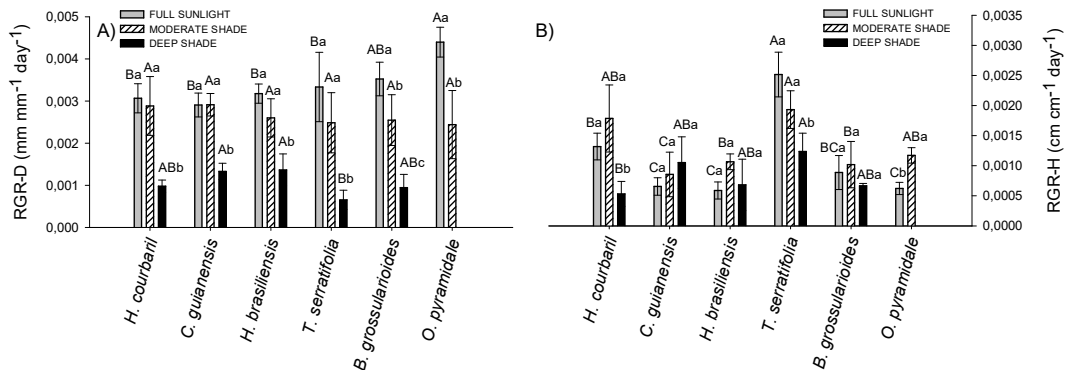 A)
FULL SUNLIGHT
MODERATE SHADE
DEEP SHADE
RGR-D (mm mm⁻¹ day⁻¹)
0,005
0,004
0,003
0,002
0,001
0,000
Ba Aa ABb
Ba Aa Ab
Ba Aa Ab
Ba Aa Bb
ABa Ab ABc
Aa Ab
H. courbaril
C. guianensis
H. brasiliensis
T. serratifolia
B. grossularioides
O. pyramidale
B)
FULL SUNLIGHT
MODERATE SHADE
DEEP SHADE
RGR-H (cm cm⁻¹ day⁻¹)
0,0035
0,0030
0,0025
0,0020
0,0015
0,0010
0,0005
0,0000
Ba ABa Bb
Ca Ca ABa
Ca Ba ABa
Aa Aa Ab
BCa Ba ABa
Cb ABa
H. courbaril
C. guianensis
H. brasiliensis
T. serratifolia
B. grossularioides
O. pyramidale